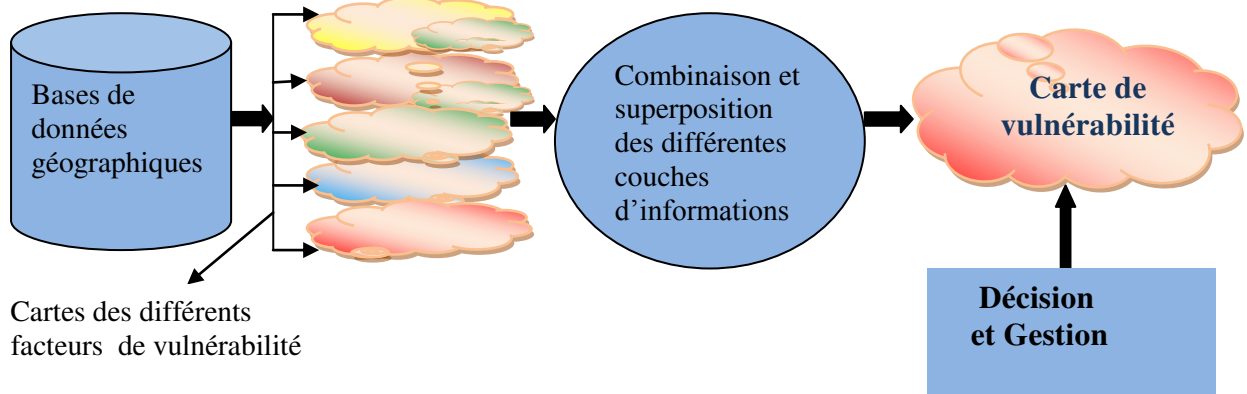 Bases de
données
géographiques
Combinaison et
superposition
des différentes
couches
d’informations
Carte de
vulnérabilité
Cartes des différents
facteurs de vulnérabilité
Décision
et Gestion